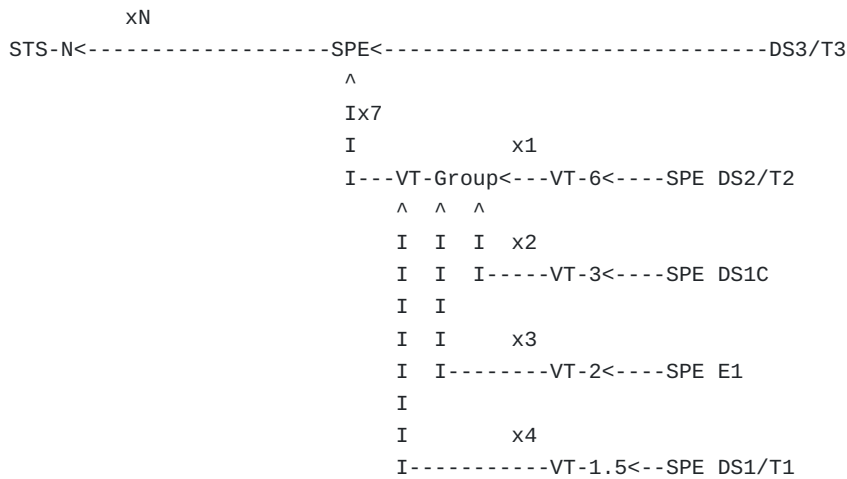 xN
STS-N<-------------------SPE<------------------------------DS3/T3
^
Ix7
I x1
I---VT-Group<---VT-6<----SPE DS2/T2
^ ^ ^
I I I x2
I I I-----VT-3<----SPE DS1C
I I
I I x3
I I--------VT-2<----SPE E1
I
I x4
I-----------VT-1.5<--SPE DS1/T1